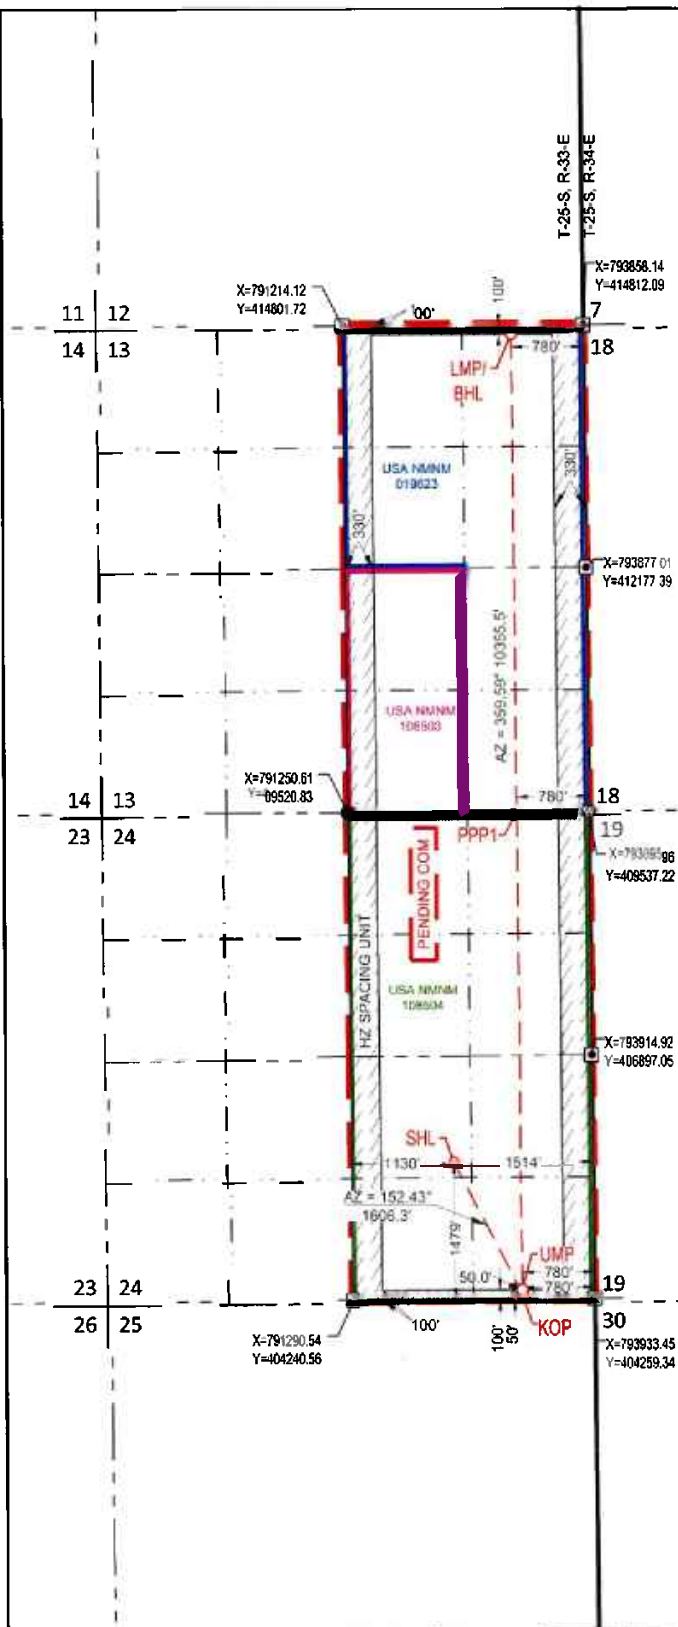 T-25-S, R-33-E
T-25-S, R-34-E
X=793858.14
Y=414812.09
X=791214.12
Y=414801.72
100'
00'
11 12
14 13
7
18
780'
LMP/
BHL
USA NMNM
019623
330'
330'
X=793877 01
Y=412177 39
AZ = 359.59° 10355.5'
USA NMNM
108503
X=791250.61
09520.83
780'
14 13
23 24
18
19
PPP1
96
Y=409537.22
PENDING COM
HZ SPACING UNIT
USA NMNM
108504
X=793914.92
Y=406897.05
SHL
1130'
1514'
AZ = 152.43°
1606.3'
1479'
UMP
50.0'
780'
780'
23 24
26 25
19
30
KOP
100'
100'
50'
X=791290.54
Y=404240.56
X=793933.45
Y=404259.34